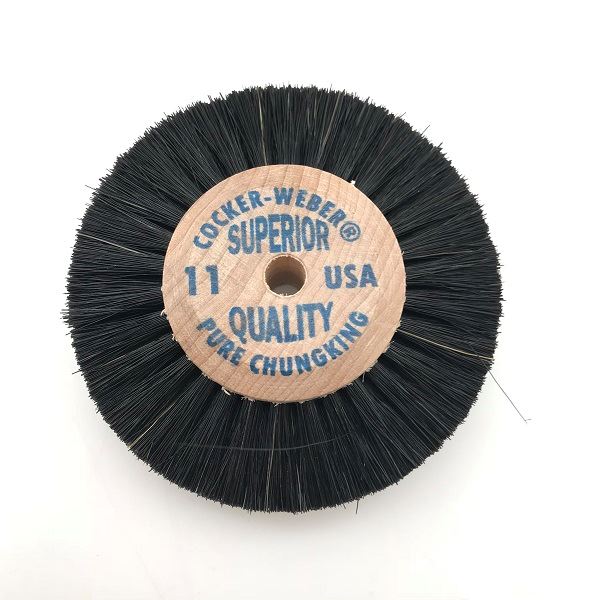 COCKER-WEBER®
SUPERIOR
11 USA
QUALITY
PURE CHUNGKING